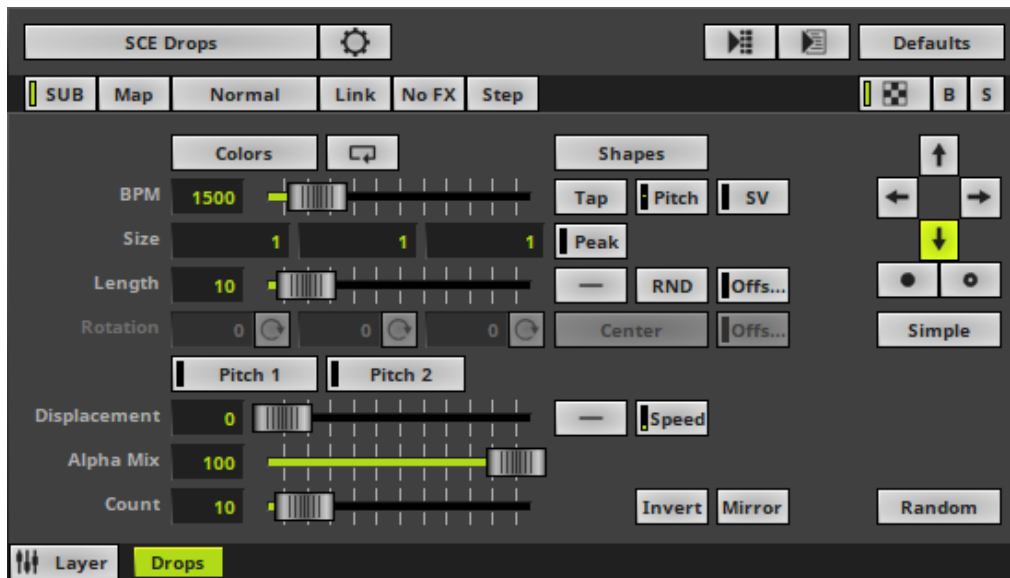 SCE Drops Defaults
SUB Map Normal Link No FX Step B S
Colors Shapes
BPM 1500 Tap Pitch SV
Size 1 1 1 Peak
Length 10 RND Offs...
Rotation 0 0 0 Center Offs...
Simple
Pitch 1 Pitch 2
Displacement 0 Speed
Alpha Mix 100
Count 10 Invert Mirror Random
Layer Drops